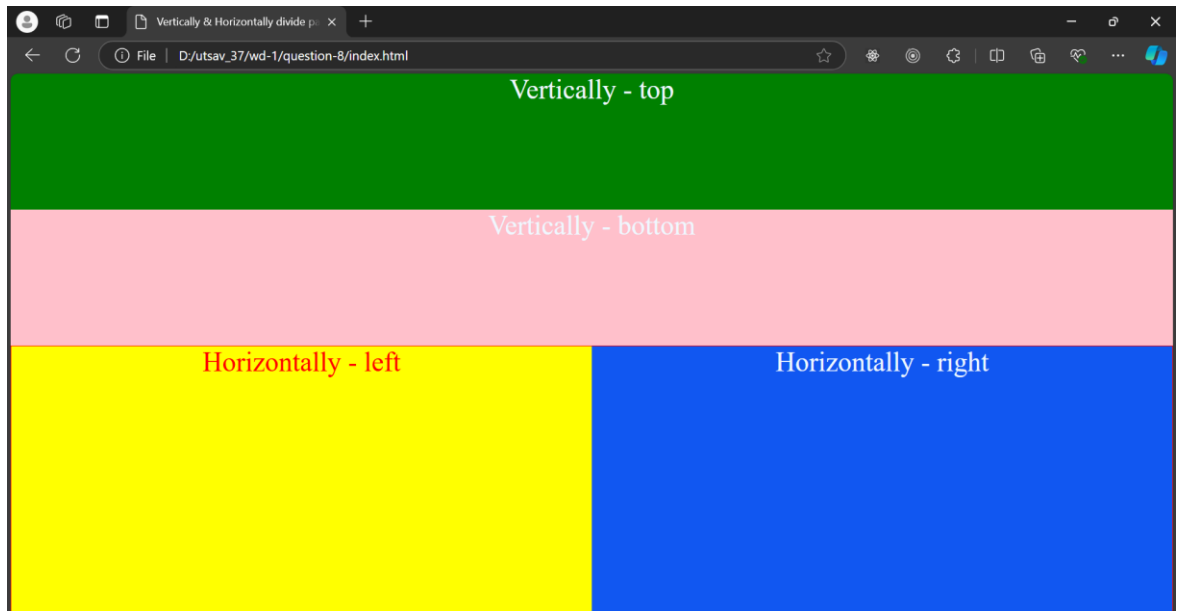 Vertically & Horizontally divide pa
File | D:/utsav_37/wd-1/question-8/index.html
Vertically - top
Vertically - bottom
Horizontally - left
Horizontally - right